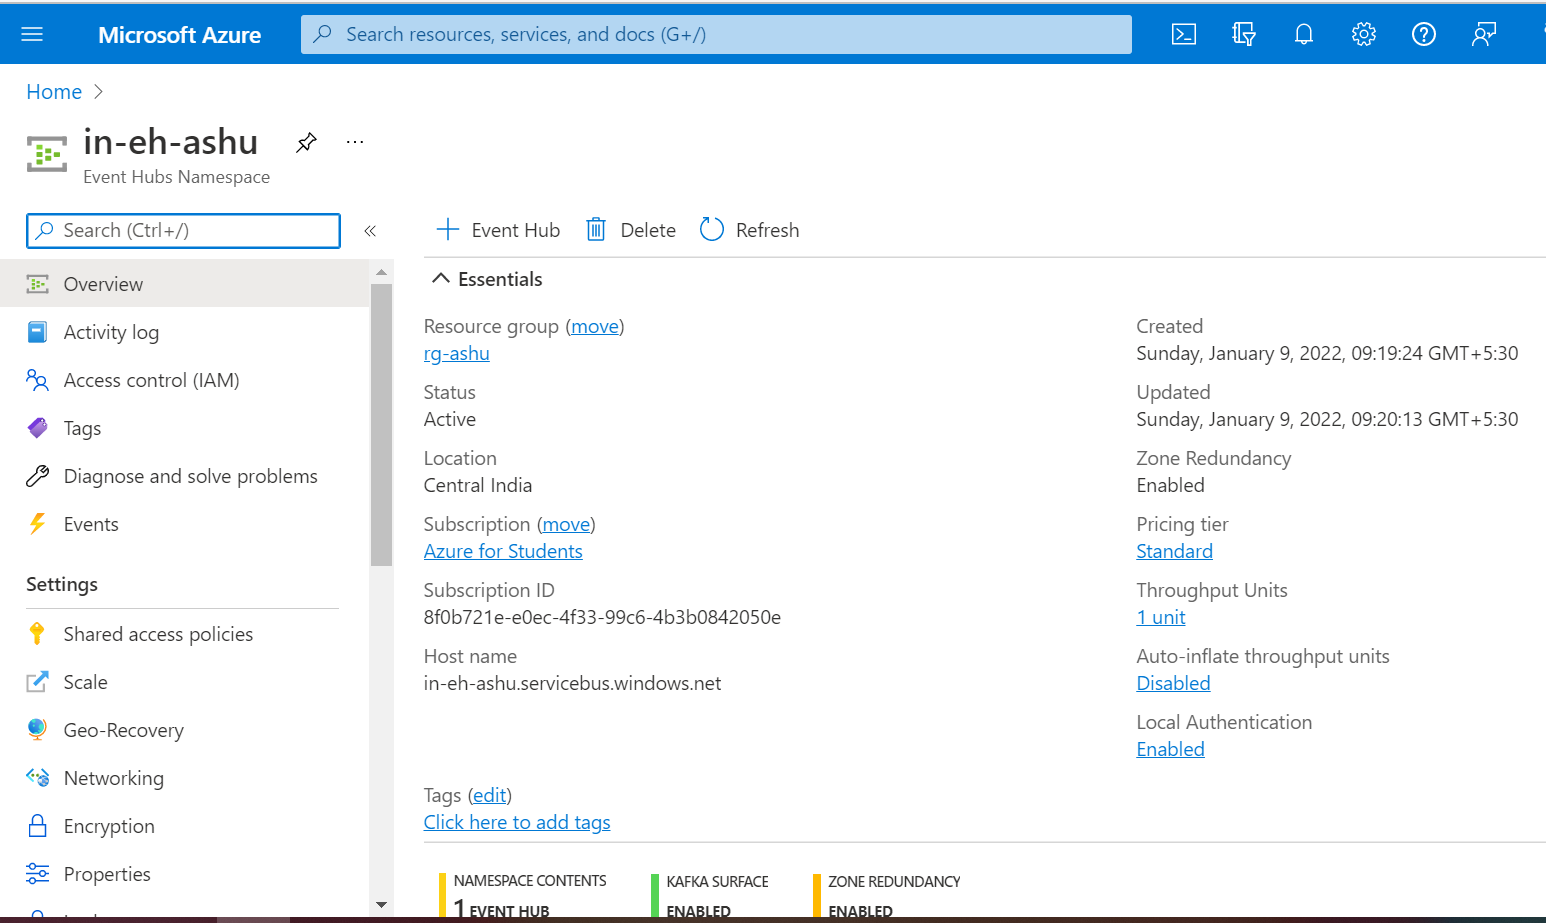 Microsoft Azure
Search resources, services, and docs (G+/)
Home
in-eh-ashu
...
Event Hubs Namespace
Search (Ctrl+/)
«
Event Hub
Delete
Refresh
Overview
Activity log
Access control (IAM)
Tags
Diagnose and solve problems
Events
Settings
Shared access policies
Scale
Geo-Recovery
Networking
Encryption
Properties
Essentials
Resource group (move)
rg-ashu
Status
Active
Location
Central India
Subscription (move)
Azure for Students
Subscription ID
8f0b721e-e0ec-4f33-99c6-4b3b0842050e
Host name
in-eh-ashu.servicebus.windows.net
Created
Sunday, January 9, 2022, 09:19:24 GMT+5:30
Updated
Sunday, January 9, 2022, 09:20:13 GMT+5:30
Zone Redundancy
Enabled
Pricing tier
Standard
Throughput Units
1 unit
Auto-inflate throughput units
Disabled
Local Authentication
Enabled
Tags (edit)
Click here to add tags
NAMESPACE CONTENTS
1 EVENT HUB
KAFKA SURFACE
ENABLED
ZONE REDUNDANCY
ENABLED